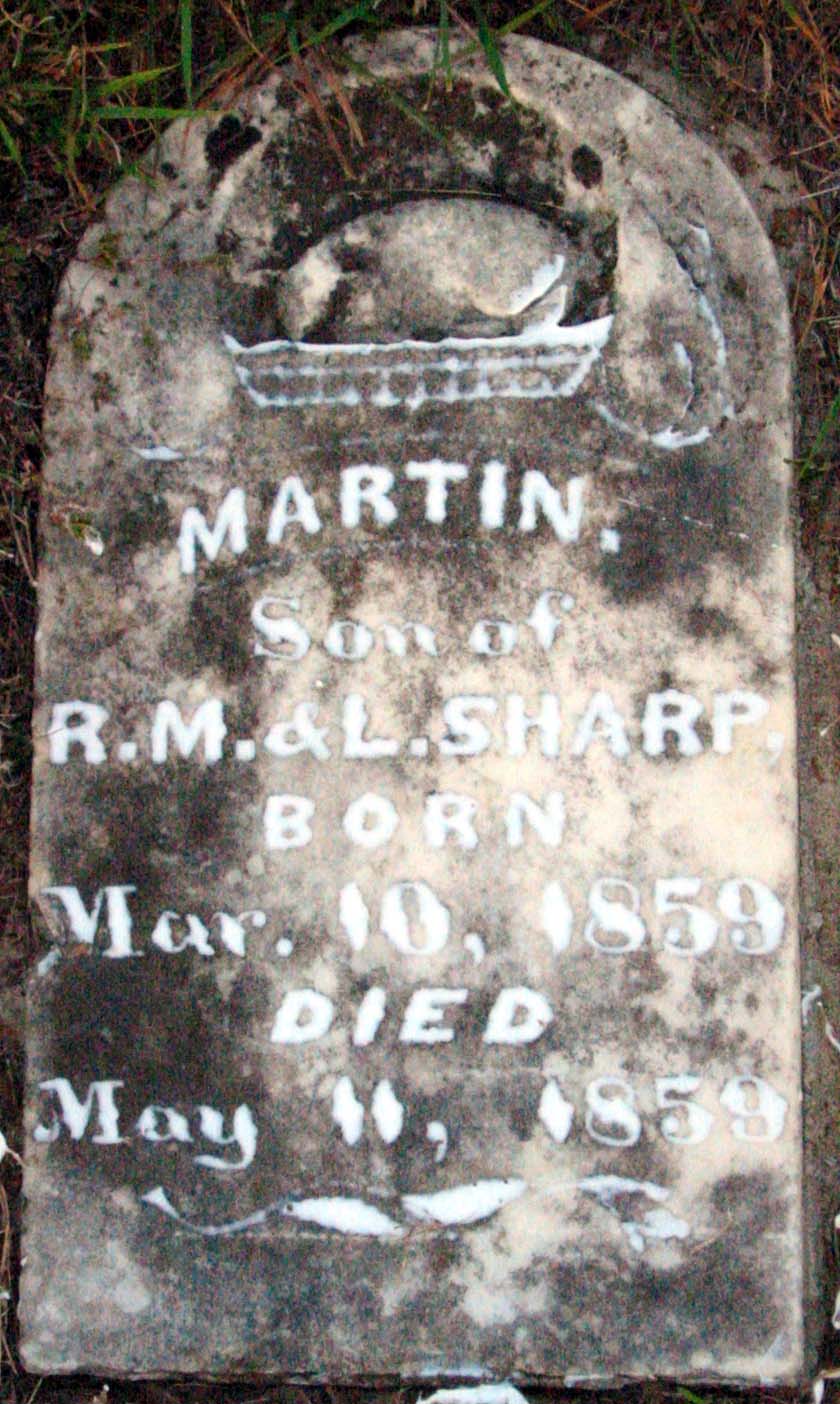 MARTIN.
Son of
R.M.&L.SHARP,
BORN
Mar. 10, 1859
DIED
May 11, 1859